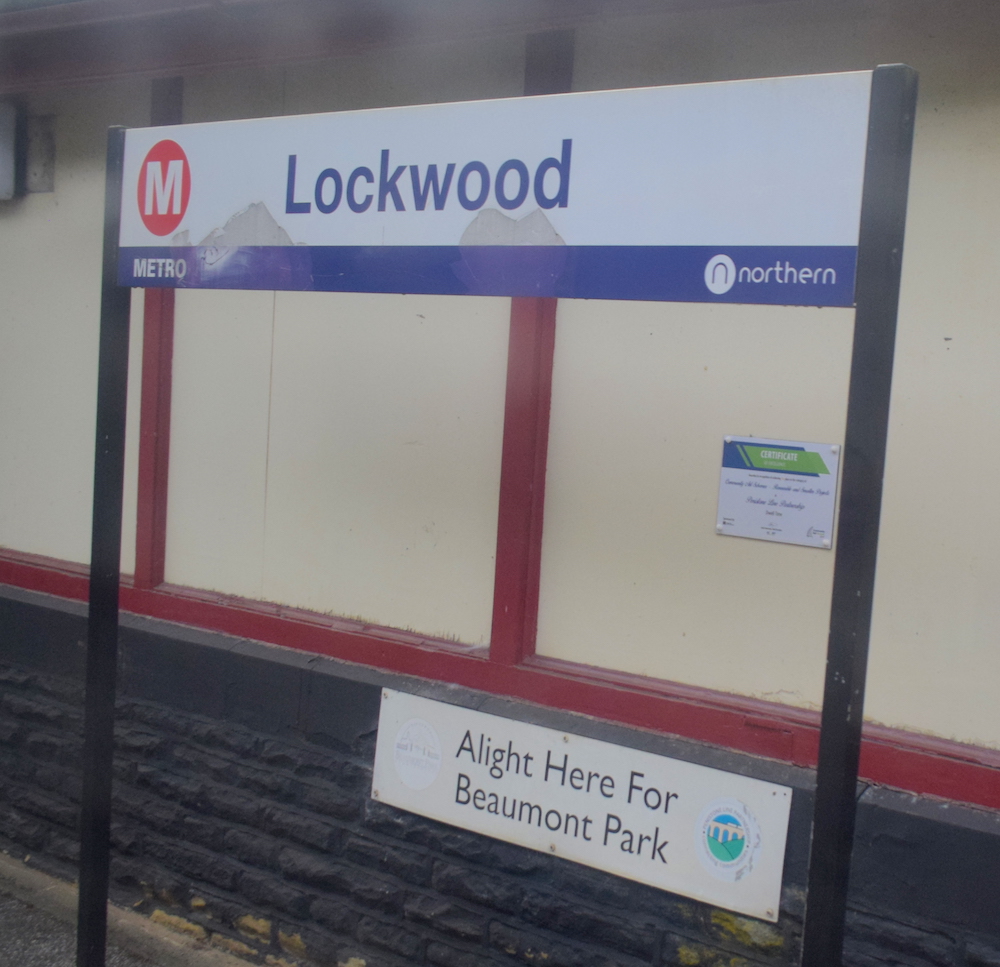 M
Lockwood
METRO
northern
CERTIFICATE
Alight Here For
Beaumont Park